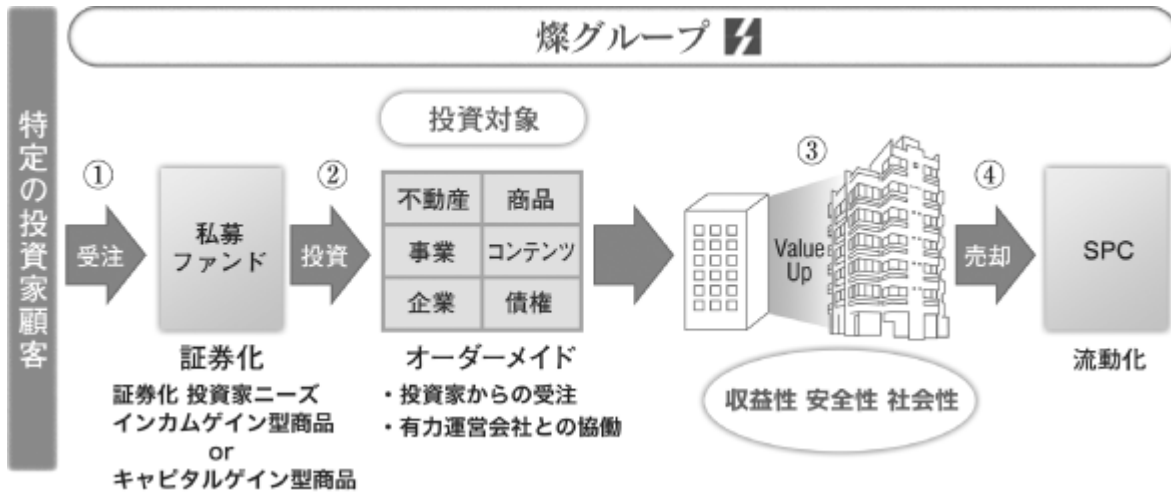 燦グループ
特定の投資家顧客
投資対象
①
受注
私募
ファンド
証券化
証券化 投資家ニーズ
インカムゲイン型商品
or
キャピタルゲイン型商品
②
投資
不動産 商品
事業 コンテンツ
企業 債権
オーダーメイド
・投資家からの受注
・有力運営会社との協働
③
Value
Up
収益性 安全性 社会性
④
売却
SPC
流動化